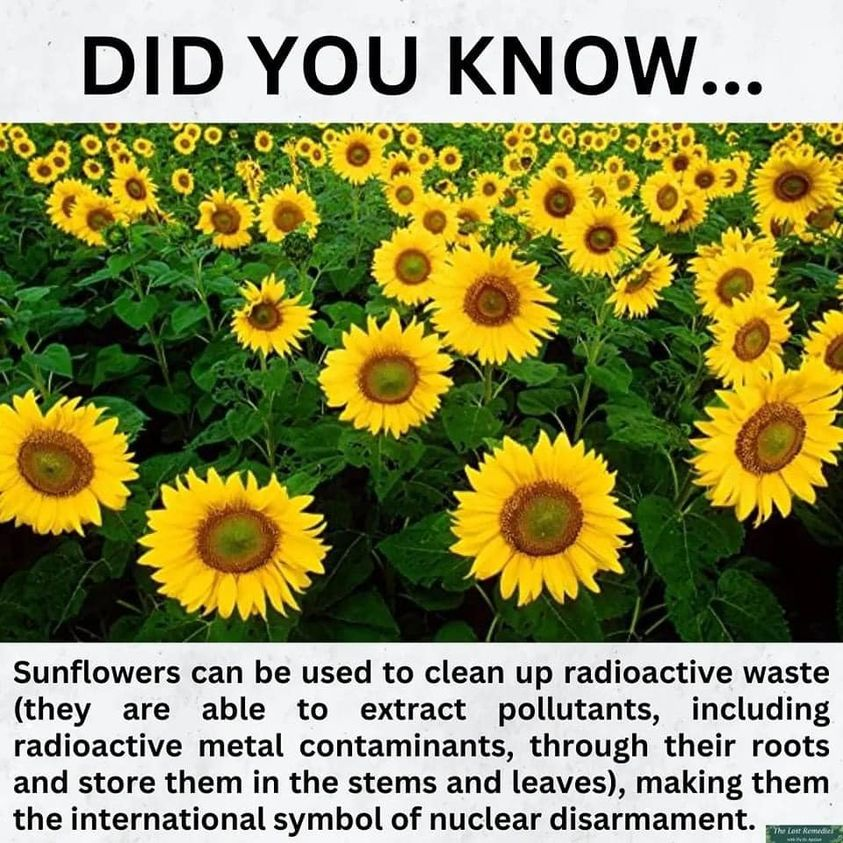 DID YOU KNOW...
Sunflowers can be used to clean up radioactive waste
(they are able to extract pollutants, including
radioactive metal contaminants, through their roots
and store them in the stems and leaves), making them
the international symbol of nuclear disarmament.
The Lost Remedies